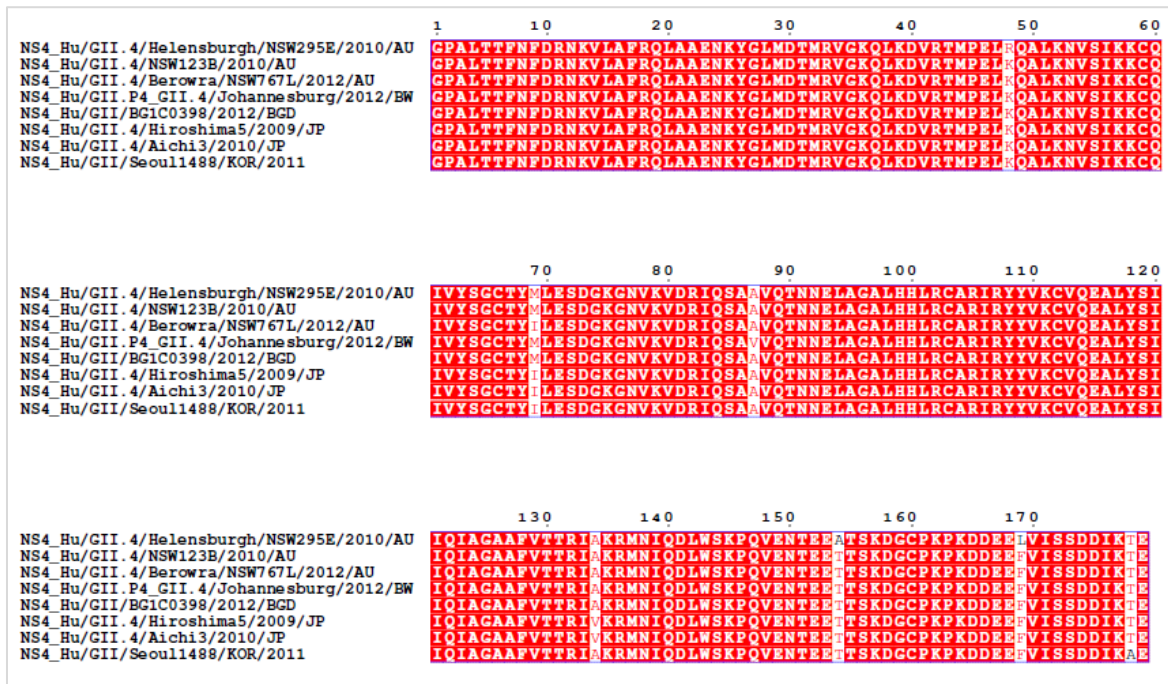 1 10 20 30 40 50 60
NS4_Hu/GII.4/Helensburgh/NSW295E/2010/AU GPALTTFNFDRNKVLAFRQLAAENKYGLMDTMRVGKQLKDVRTMPELRQALKNVSIKKCQ
NS4_Hu/GII.4/NSW123B/2010/AU GPALTTFNFDRNKVLAFRQLAAENKYGLMDTMRVGKQLKDVRTMPELKQALKNVSIKKCQ
NS4_Hu/GII.4/Berowra/NSW767L/2012/AU GPALTTFNFDRNKVLAFRQLAAENKYGLMDTMRVGKQLKDVRTMPELKQALKNVSIKKCQ
NS4_Hu/GII.P4_GII.4/Johannesburg/2012/BW GPALTTFNFDRNKVLAFRQLAAENKYGLMDTMRVGKQLKDVRTMPELKQALKNVSIKKCQ
NS4_Hu/GII/BG1C0398/2012/BGD GPALTTFNFDRNKVLAFRQLAAENKYGLMDTMRVGKQLKDVRTMPELKQALKNVSIKKCQ
NS4_Hu/GII.4/Hiroshima5/2009/JP GPALTTFNFDRNKVLAFRQLAAENKYGLMDTMRVGKQLKDVRTMPELKQALKNVSIKKCQ
NS4_Hu/GII.4/Aichi3/2010/JP GPALTTFNFDRNKVLAFRQLAAENKYGLMDTMRVGKQLKDVRTMPELKQALKNVSIKKCQ
NS4_Hu/GII/Seoul1488/KOR/2011 GPALTTFNFDRNKVLAFRQLAAENKYGLMDTMRVGKQLKDVRTMPELKQALKNVSIKKCQ
70 80 90 100 110 120
NS4_Hu/GII.4/Helensburgh/NSW295E/2010/AU IVYSGCTYMLESDGKGNVKVDRIQSAAVQTNNELAGALHHLRCARIRYYVKCVQEALYSI
NS4_Hu/GII.4/NSW123B/2010/AU IVYSGCTYMLESDGKGNVKVDRIQSAAVQTNNELAGALHHLRCARIRYYVKCVQEALYSI
NS4_Hu/GII.4/Berowra/NSW767L/2012/AU IVYSGCTYILESDGKGNVKVDRIQSAAVQTNNELAGALHHLRCARIRYYVKCVQEALYSI
NS4_Hu/GII.P4_GII.4/Johannesburg/2012/BW IVYSGCTYMLESDGKGNVKVDRIQSAVVQTNNELAGALHHLRCARIRYYVKCVQEALYSI
NS4_Hu/GII/BG1C0398/2012/BGD IVYSGCTYMLESDGKGNVKVDRIQSAAVQTNNELAGALHHLRCARIRYYVKCVQEALYSI
NS4_Hu/GII.4/Hiroshima5/2009/JP IVYSGCTYILESDGKGNVKVDRIQSAAVQTNNELAGALHHLRCARIRYYVKCVQEALYSI
NS4_Hu/GII.4/Aichi3/2010/JP IVYSGCTYILESDGKGNVKVDRIQSAAVQTNNELAGALHHLRCARIRYYVKCVQEALYSI
NS4_Hu/GII/Seoul1488/KOR/2011 IVYSGCTYILESDGKGNVKVDRIQSAAVQTNNELAGALHHLRCARIRYYVKCVQEALYSI
130 140 150 160 170
NS4_Hu/GII.4/Helensburgh/NSW295E/2010/AU IQIAGAAFVTTRIAKRMNIQDLWSKPQVENTEEATSKDGCPKPKDDEELVISSDDIKTE
NS4_Hu/GII.4/NSW123B/2010/AU IQIAGAAFVTTRIAKRMNIQDLWSKPQVENTEETTSKDGCPKPKDDEEFVISSDDIKTE
NS4_Hu/GII.4/Berowra/NSW767L/2012/AU IQIAGAAFVTTRIAKRMNIQDLWSKPQVENTEETTSKDGCPKPKDDEEFVISSDDIKTE
NS4_Hu/GII.P4_GII.4/Johannesburg/2012/BW IQIAGAAFVTTRIAKRMNIQDLWSKPQVENTEETTSKDGCPKPKDDEEFVISSDDIKTE
NS4_Hu/GII/BG1C0398/2012/BGD IQIAGAAFVTTRIAKRMNIQDLWSKPQVENTEETTSKDGCPKPKDDEEFVISSDDIKTE
NS4_Hu/GII.4/Hiroshima5/2009/JP IQIAGAAFVTTRIVKRMNIQDLWSKPQVENTEETTSKDGCPKPKDDEEFVISSDDIKTE
NS4_Hu/GII.4/Aichi3/2010/JP IQIAGAAFVTTRIVKRMNIQDLWSKPQVENTEETTSKDGCPKPKDDEEFVISSDDIKTE
NS4_Hu/GII/Seoul1488/KOR/2011 IQIAGAAFVTTRIAKRMNIQDLWSKPQVENTEETTSKDGCPKPKDDEEFVISSDDIKAE